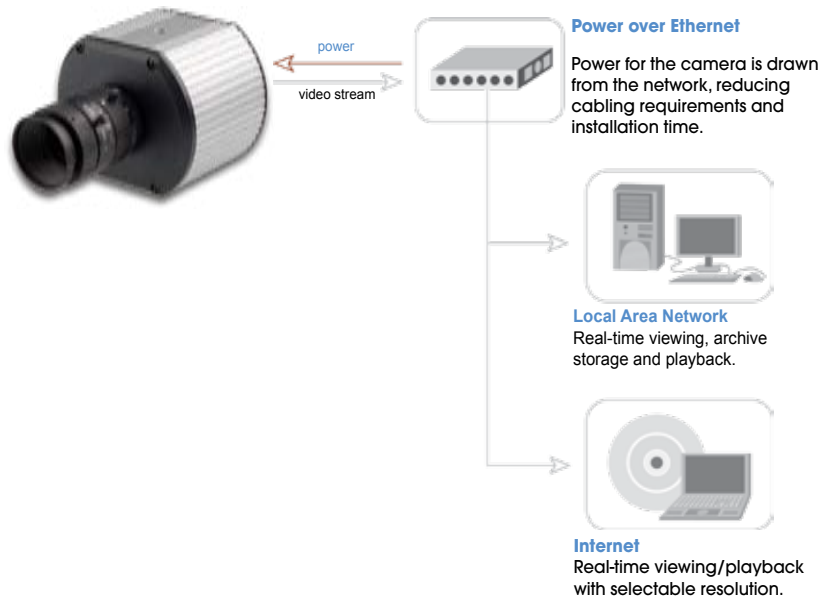 power
video stream
Power over Ethernet
Power for the camera is drawn
from the network, reducing
cabling requirements and
installation time.
Local Area Network
Real-time viewing, archive
storage and playback.
Internet
Real-time viewing/playback
with selectable resolution.